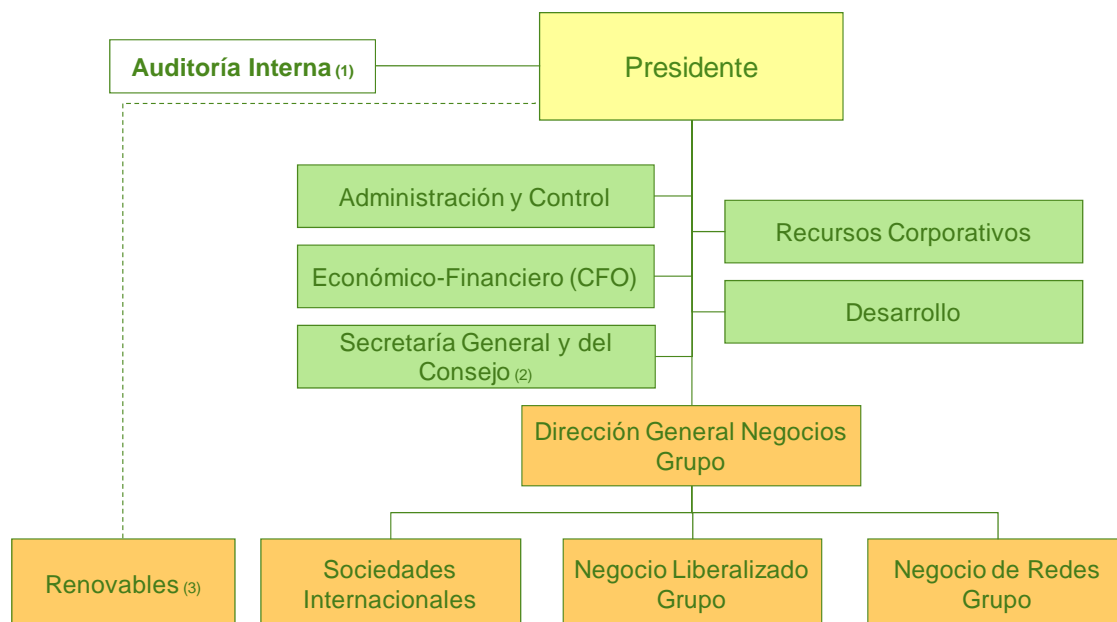 Auditoría Interna (1)
Presidente
Administración y Control
Recursos Corporativos
Económico-Financiero (CFO)
Desarrollo
Secretaría General y del
Consejo (2)
Dirección General Negocios
Grupo
Renovables (3)
Sociedades
Internacionales
Negocio Liberalizado
Grupo
Negocio de Redes
Grupo